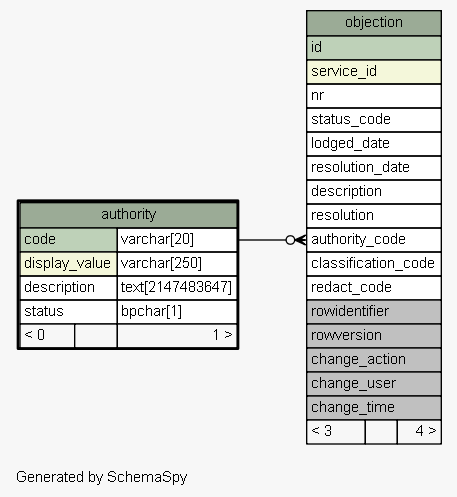 objection
id
service_id
nr
status_code
lodged_date
resolution_date
description
resolution
authority_code
classification_code
redact_code
rowidentifier
rowversion
change_action
change_user
change_time
< 3 4 >
authority
code varchar[20]
display_value varchar[250]
description text[2147483647]
status bpchar[1]
< 0 1 >
Generated by SchemaSpy